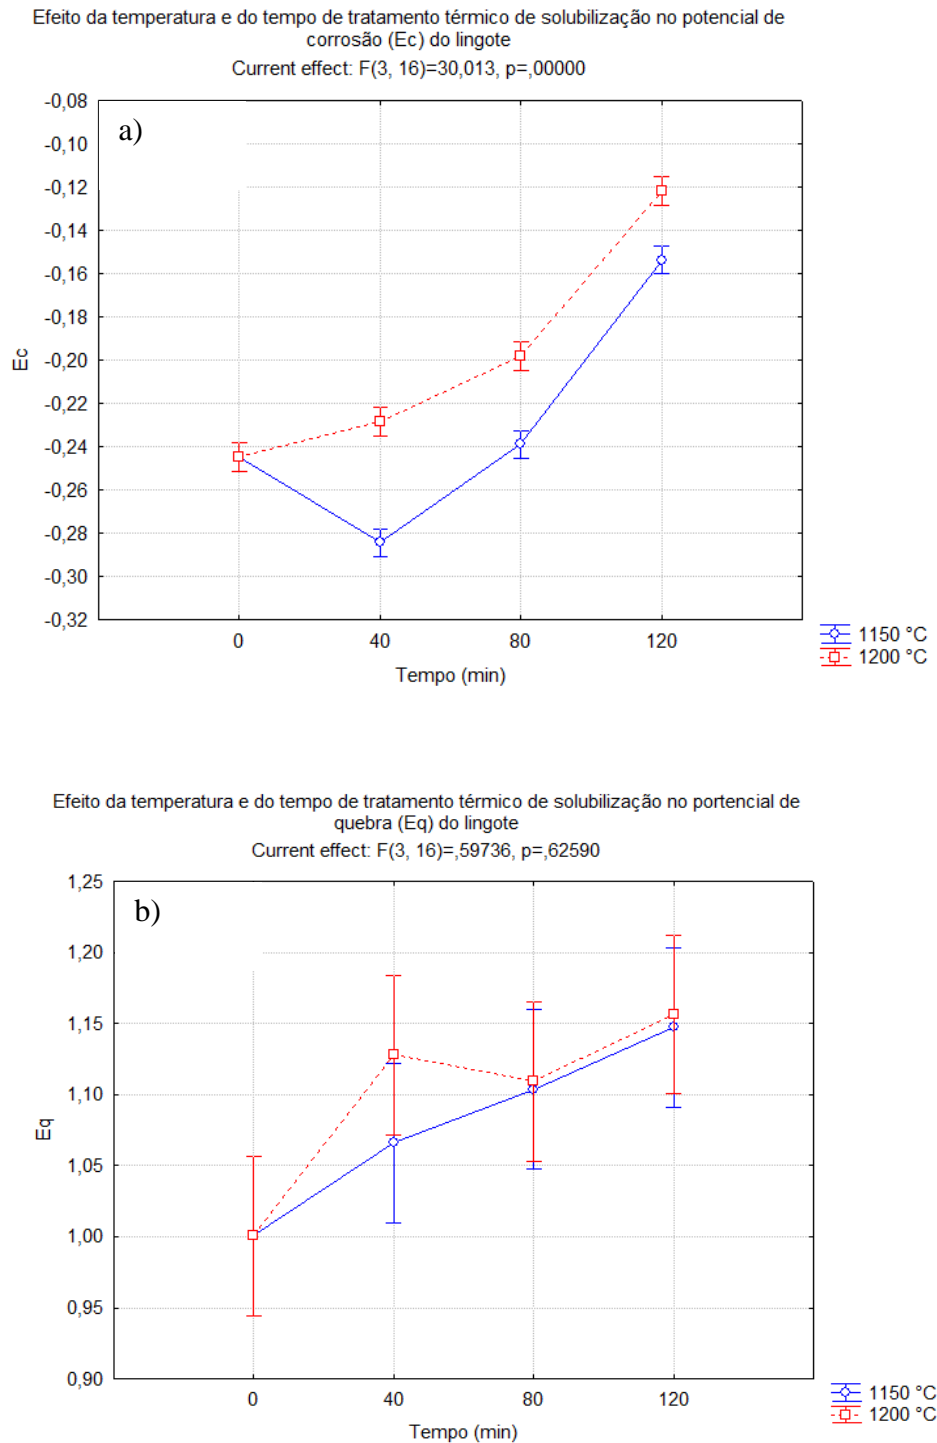 Efeito da temperatura e do tempo de tratamento térmico de solubilização no potencial de
corrosão (Ec) do lingote
Current effect: F(3, 16)=30,013, p=,00000
a)
-0,08
-0,10
-0,12
-0,14
-0,16
-0,18
-0,20
-0,22
-0,24
-0,26
-0,28
-0,30
-0,32
Ec
0 40 80 120
Tempo (min)
1150 °C
1200 °C
Efeito da temperatura e do tempo de tratamento térmico de solubilização no portencial de
quebra (Eq) do lingote
Current effect: F(3, 16)=,59736, p=,62590
b)
1,25
1,20
1,15
1,10
1,05
1,00
0,95
0,90
Eq
0 40 80 120
Tempo (min)
1150 °C
1200 °C